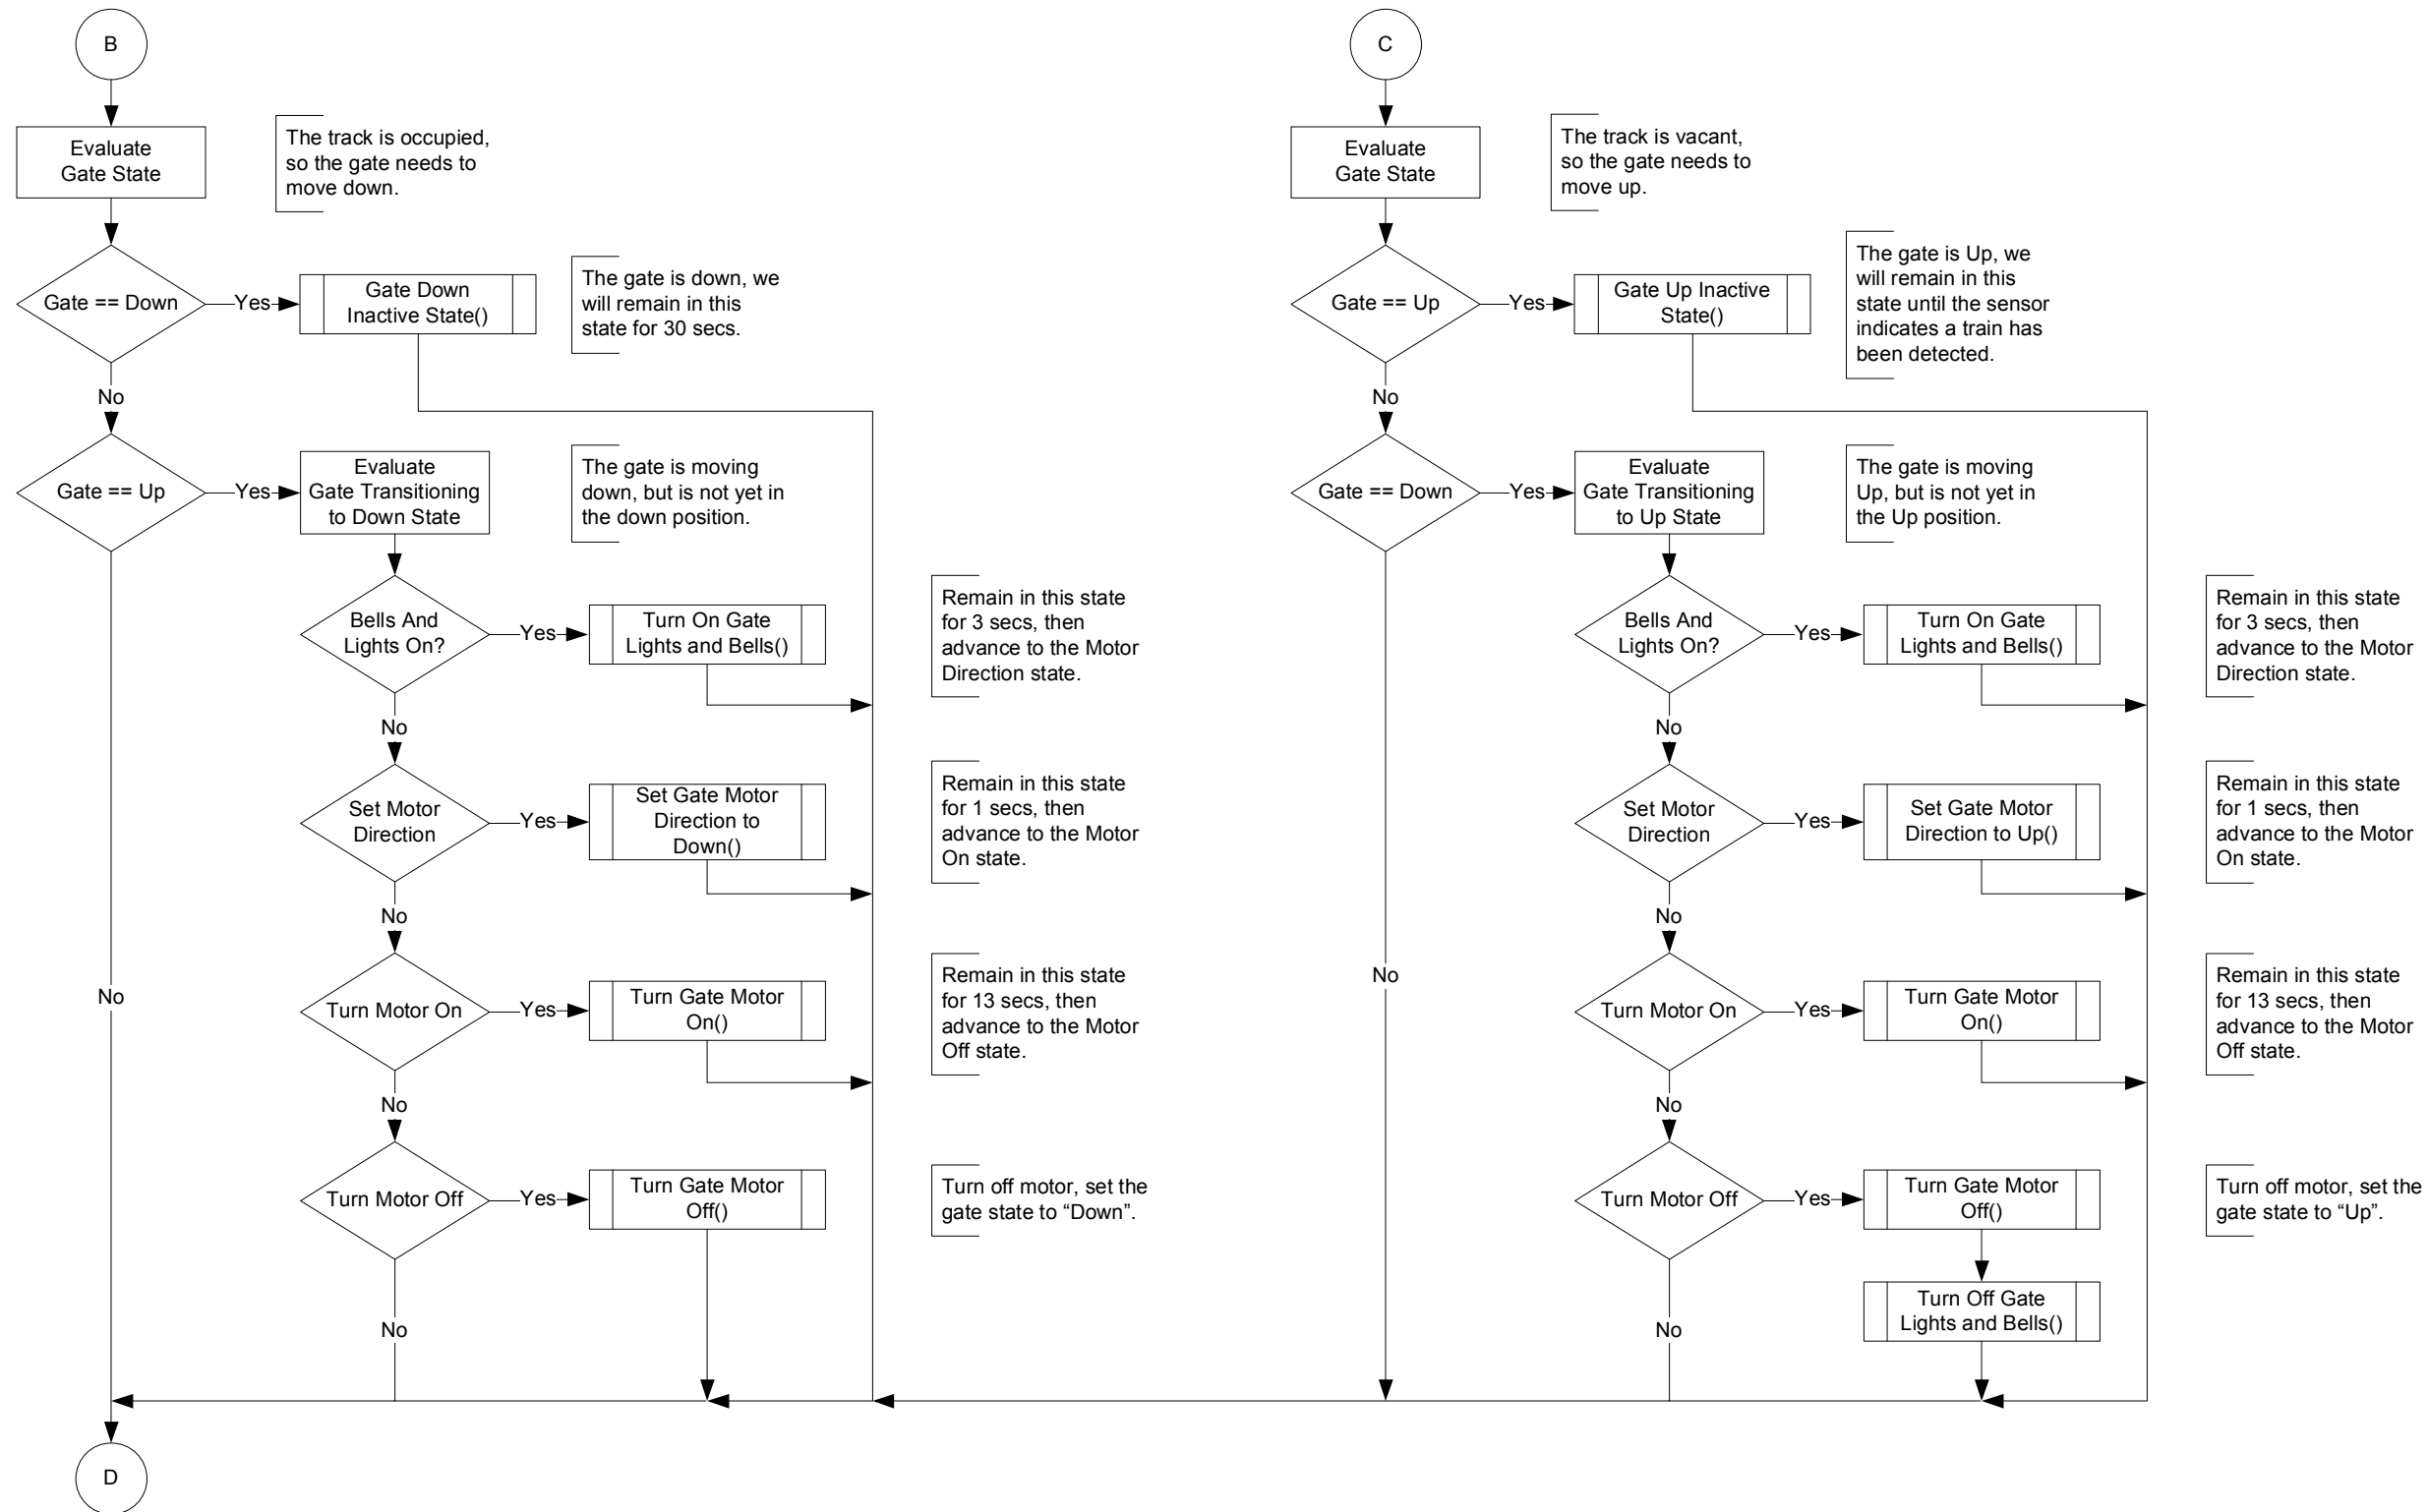 B
Evaluate
Gate State
The track is occupied,
so the gate needs to
move down.
Gate == Down
Yes
Gate Down
Inactive State()
The gate is down, we
will remain in this
state for 30 secs.
No
Gate == Up
Yes
Evaluate
Gate Transitioning
to Down State
The gate is moving
down, but is not yet in
the down position.
Bells And
Lights On?
Yes
Turn On Gate
Lights and Bells()
Remain in this state
for 3 secs, then
advance to the Motor
Direction state.
No
Set Motor
Direction
Yes
Set Gate Motor
Direction to
Down()
Remain in this state
for 1 secs, then
advance to the Motor
On state.
No
Turn Motor On
Yes
Turn Gate Motor
On()
Remain in this state
for 13 secs, then
advance to the Motor
Off state.
No
No
Turn Motor Off
Yes
Turn Gate Motor
Off()
Turn off motor, set the
gate state to “Down”.
No
D
C
Evaluate
Gate State
The track is vacant,
so the gate needs to
move up.
Gate == Up
Yes
Gate Up Inactive
State()
The gate is Up, we
will remain in this
state until the sensor
indicates a train has
been detected.
No
Gate == Down
Yes
Evaluate
Gate Transitioning
to Up State
The gate is moving
Up, but is not yet in
the Up position.
Bells And
Lights On?
Yes
Turn On Gate
Lights and Bells()
Remain in this state
for 3 secs, then
advance to the Motor
Direction state.
No
Set Motor
Direction
Yes
Set Gate Motor
Direction to Up()
Remain in this state
for 1 secs, then
advance to the Motor
On state.
No
No
Turn Motor On
Yes
Turn Gate Motor
On()
Remain in this state
for 13 secs, then
advance to the Motor
Off state.
No
Turn Motor Off
Yes
Turn Gate Motor
Off()
Turn off motor, set the
gate state to “Up”.
Turn Off Gate
Lights and Bells()
No